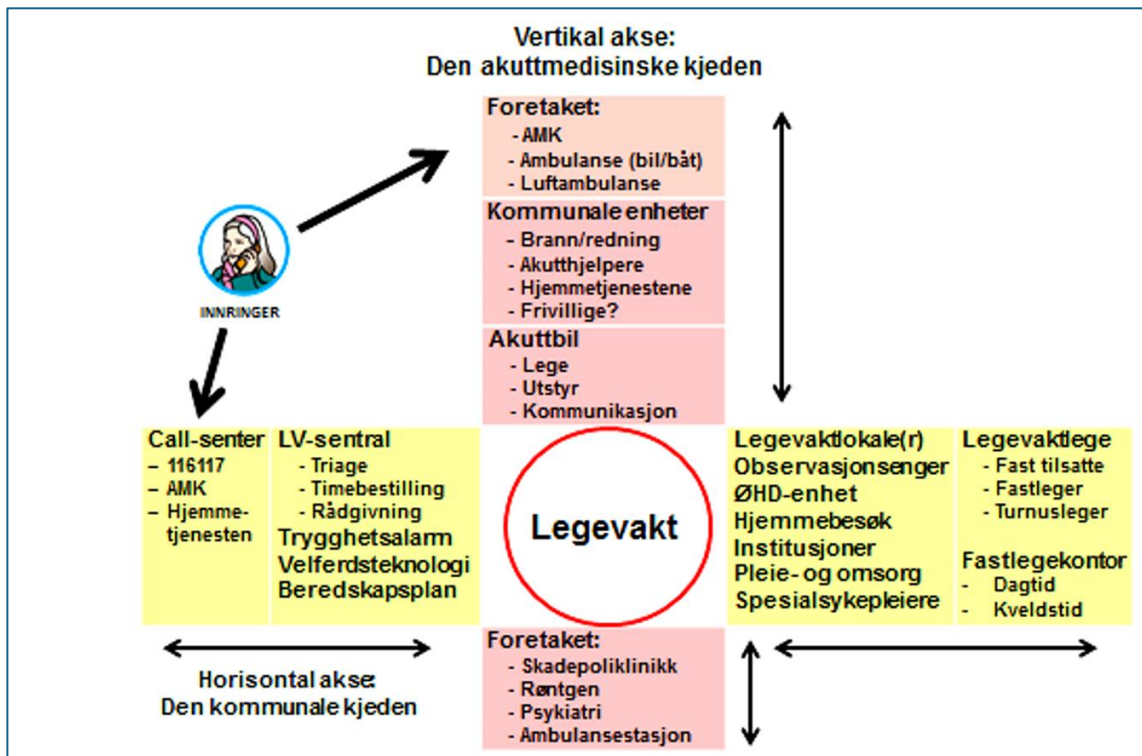 Vertikal akse:
Den akuttmedisinske kjeden
Foretaket:
- AMK
- Ambulanse (bil/båt)
- Luftambulanse
Kommunale enheter
- Brann/redning
- Akutthjelpere
- Hjemmetjenestene
- Frivillige?
INNRINGER
Akuttbil
- Lege
- Utstyr
- Kommunikasjon
Call-senter
– 116117
– AMK
– Hjemme-
tjenesten
LV-sentral
- Triage
- Timebestilling
- Rådgivning
Trygghetsalarm
Velferdsteknologi
Beredskapsplan
Legevakt
Legevaktlokale(r)
Observasjonsenger
ØHD-enhet
Hjemmebesøk
Institusjoner
Pleie- og omsorg
Spesialsykepleiere
Legevaktlege
- Fast tilsatte
- Fastleger
- Turnusleger
Fastlegekontor
- Dagtid
- Kveldstid
Horisontal akse:
Den kommunale kjeden
Foretaket:
- Skadepoliklinikk
- Røntgen
- Psykiatri
- Ambulansestasjon